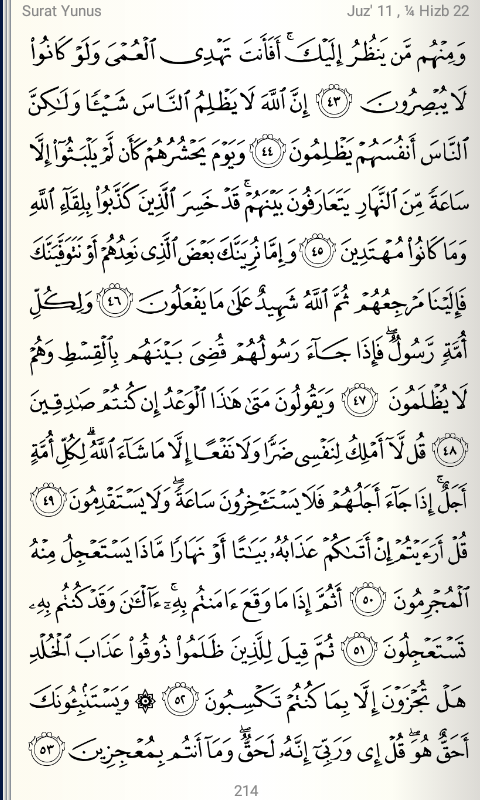 Surat Yunus
Juz' 11 , ¼ Hizb 22
وَمِنْهُم مَّن يَنظُرُ إِلَيْكَ ۚ أَفَأَنتَ تَهْدِى ٱلْعُمْىَ وَلَوْ كَانُوا۟
لَا يُبْصِرُونَ ٤٣ إِنَّ ٱللَّهَ لَا يَظْلِمُ ٱلنَّاسَ شَيْـًٔا وَلَـٰكِنَّ
ٱلنَّاسَ أَنفُسَهُمْ يَظْلِمُونَ ٤٤ وَيَوْمَ يَحْشُرُهُمْ كَأَن لَّمْ يَلْبَثُوٓا۟ إِلَّا
سَاعَةً مِّنَ ٱلنَّهَارِ يَتَعَارَفُونَ بَيْنَهُمْ ۚ قَدْ خَسِرَ ٱلَّذِينَ كَذَّبُوا۟ بِلِقَآءِ ٱللَّهِ
وَمَا كَانُوا۟ مُهْتَدِينَ ٤٥ وَإِمَّا نُرِيَنَّكَ بَعْضَ ٱلَّذِى نَعِدُهُمْ أَوْ نَتَوَفَّيَنَّكَ
فَإِلَيْنَا مَرْجِعُهُمْ ثُمَّ ٱللَّهُ شَهِيدٌ عَلَىٰ مَا يَفْعَلُونَ ٤٦ وَلِكُلِّ
أُمَّةٍ رَّسُولٌ ۖ فَإِذَا جَآءَ رَسُولُهُمْ قُضِىَ بَيْنَهُم بِٱلْقِسْطِ وَهُمْ
لَا يُظْلَمُونَ ٤٧ وَيَقُولُونَ مَتَىٰ هَـٰذَا ٱلْوَعْدُ إِن كُنتُمْ صَـٰدِقِينَ
٤٨ قُل لَّآ أَمْلِكُ لِنَفْسِى ضَرًّا وَلَا نَفْعًا إِلَّا مَا شَآءَ ٱللَّهُ ۗ لِكُلِّ أُمَّةٍ
أَجَلٌ ۚ إِذَا جَآءَ أَجَلُهُمْ فَلَا يَسْتَـْٔخِرُونَ سَاعَةً ۖ وَلَا يَسْتَقْدِمُونَ ٤٩
قُلْ أَرَءَيْتُمْ إِنْ أَتَىٰكُمْ عَذَابُهُۥ بَيَـٰتًا أَوْ نَهَارًا مَّاذَا يَسْتَعْجِلُ مِنْهُ
ٱلْمُجْرِمُونَ ٥٠ أَثُمَّ إِذَا مَا وَقَعَ ءَامَنتُم بِهِۦٓ ۚ ءَآلْـَٔـٰنَ وَقَدْ كُنتُم بِهِۦ
تَسْتَعْجِلُونَ ٥١ ثُمَّ قِيلَ لِلَّذِينَ ظَلَمُوا۟ ذُوقُوا۟ عَذَابَ ٱلْخُلْدِ
هَلْ تُجْزَوْنَ إِلَّا بِمَا كُنتُمْ تَكْسِبُونَ ٥٢ ۞ وَيَسْتَنۢبِـُٔونَكَ
أَحَقٌّ هُوَ ۖ قُلْ إِى وَرَبِّىٓ إِنَّهُۥ لَحَقٌّ ۖ وَمَآ أَنتُم بِمُعْجِزِينَ ٥٣
214